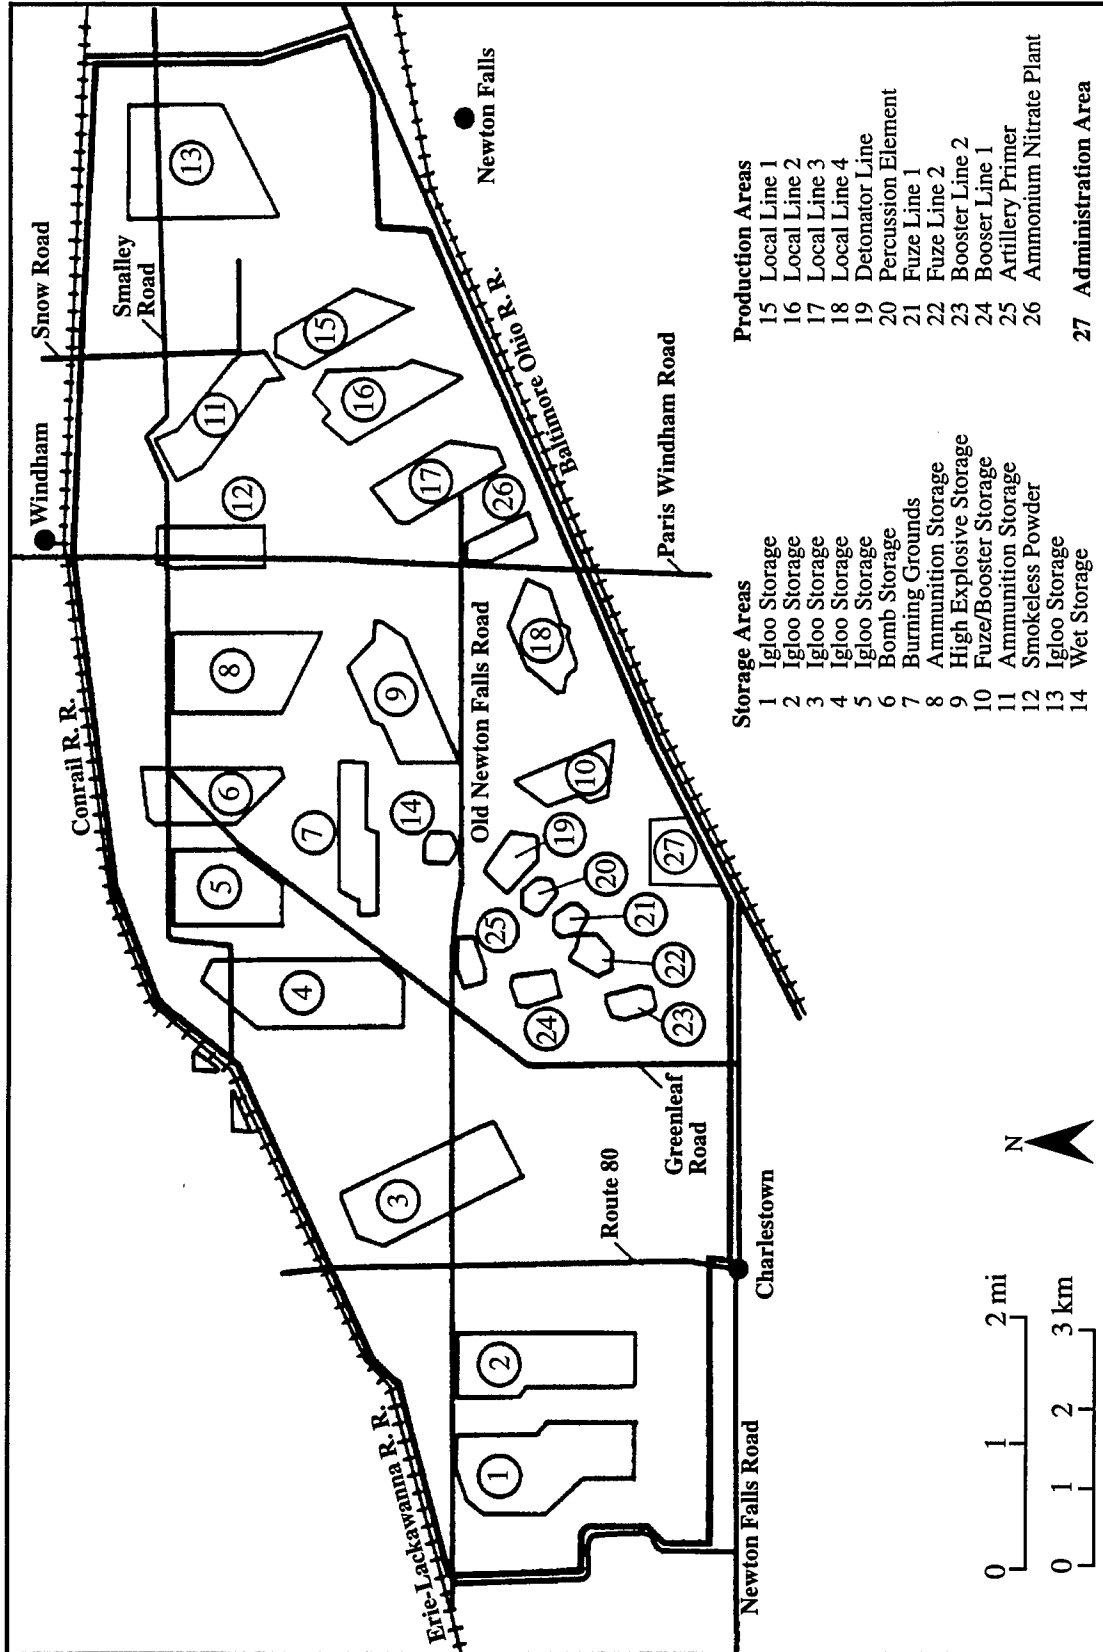 Snow Road
Windham
Smalley
Road
Conrail R. R.
13
11
12
8
6
5
4
15
16
17
26
9
7
14
Newton Falls
Baltimore Ohio R. R.
Paris Windham Road
Old Newton Falls Road
18
10
19
20
21
22
23
24
25
27
3
Greenleaf
Road
Route 80
Erie-Lackawanna R. R.
1
2
Charlestown
Newton Falls Road
Storage Areas
1 Igloo Storage
2 Igloo Storage
3 Igloo Storage
4 Igloo Storage
5 Igloo Storage
6 Bomb Storage
7 Burning Grounds
8 Ammunition Storage
9 High Explosive Storage
10 Fuze/Booster Storage
11 Ammunition Storage
12 Smokeless Powder
13 Igloo Storage
14 Wet Storage
Production Areas
15 Local Line 1
16 Local Line 2
17 Local Line 3
18 Local Line 4
19 Detonator Line
20 Percussion Element
21 Fuze Line 1
22 Fuze Line 2
23 Booster Line 2
24 Booser Line 1
25 Artillery Primer
26 Ammonium Nitrate Plant
27 Administration Area
N
0 1 2 mi
0 1 2 3 km